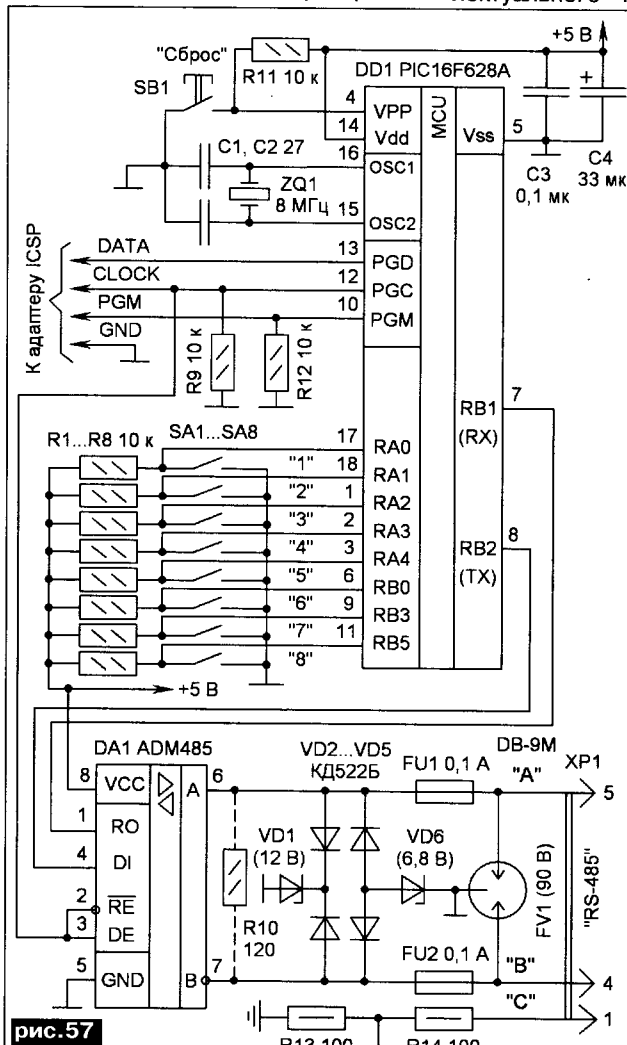 +5 В
"Сброс"
SB1
R11 10 к
DD1 PIC16F628A
4
VPP
MCU
14
Vdd
Vss
5
C1, C2 27
16
OSC1
C3
0,1 мк
C4
33 мк
+
ZQ1
8 МГц
15
OSC2
К адаптеру ICSP
DATA
13
PGD
CLOCK
12
PGC
PGM
10
PGM
GND
R9 10 к
R12 10 к
7
RB1
(RX)
R1...R8 10 к
SA1...SA8
17
RA0
"1"
18
RA1
"2"
1
RA2
"3"
2
RA3
8
RB2
(TX)
"4"
3
RA4
"5"
6
RB0
"6"
9
RB3
"7"
11
RB5
"8"
+5 В
DA1 ADM485
VD2...VD5
КД522Б
FU1 0,1 А
DB-9M
XP1
"A"
8
VCC
A
6
5
1
RO
VD1
(12 В)
VD6
(6,8 В)
4
DI
2
RE
3
DE
R10
120
FV1 (90 В)
"RS-485"
5
GND
B
7
FU2 0,1 А
"B"
4
"C"
1
рис.57
R13 100
R14 100